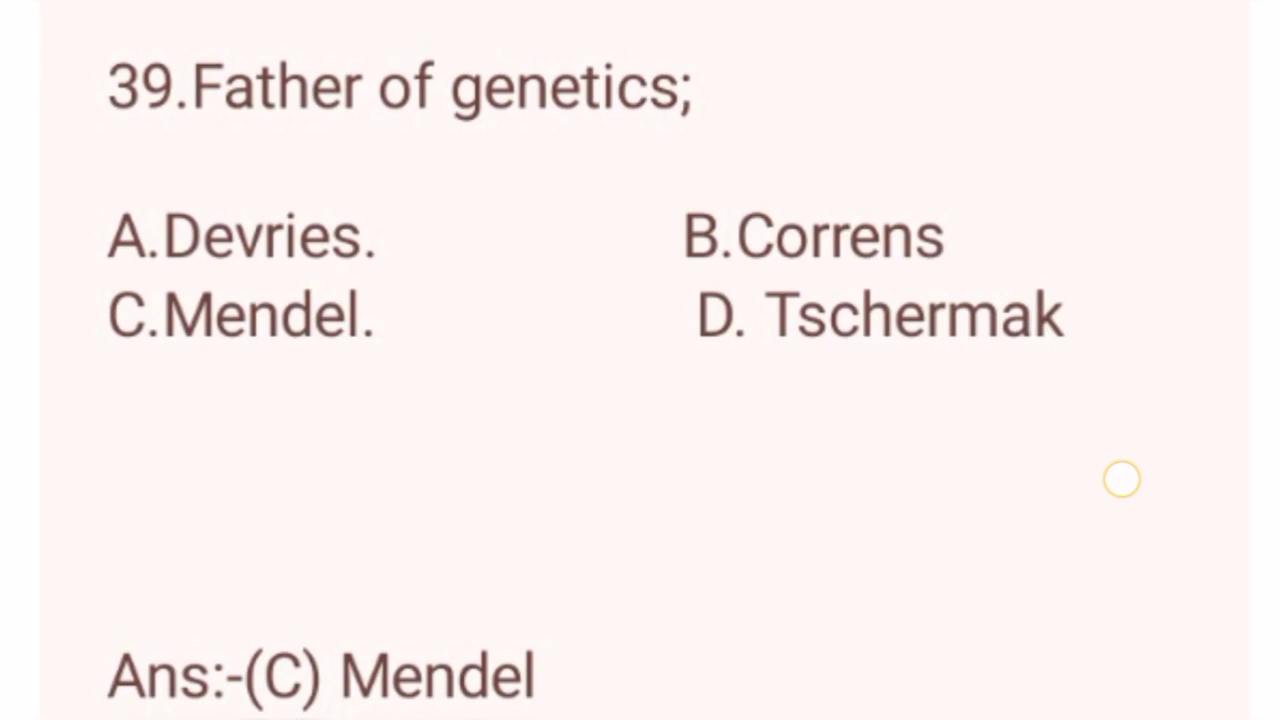 39.Father of genetics;
A.Devries. B.Correns
C.Mendel. D. Tschermak
Ans:-(C) Mendel